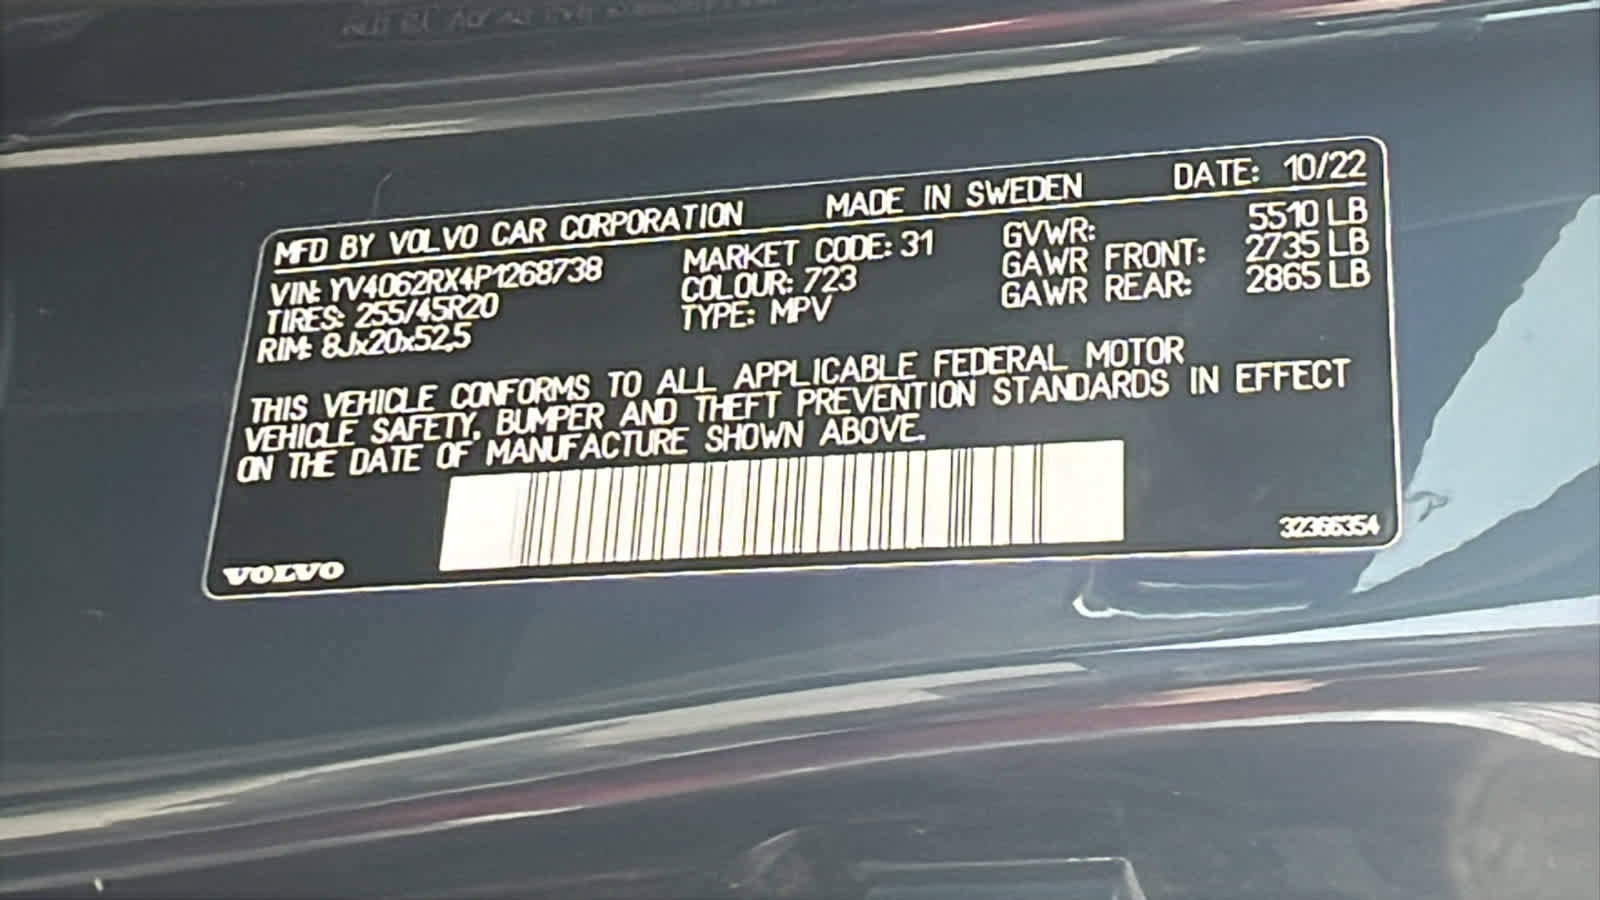 MFD BY VOLVO CAR CORPORATION MADE IN SWEDEN DATE: 10/22
VIN: YV4062RX4P1268738 MARKET CODE: 31 GVWR: 5510 LB
TIRES: 255/45R20 COLOUR: 723 GAWR FRONT: 2735 LB
RIM: 8Jx20x52,5 TYPE: MPV GAWR REAR: 2865 LB
THIS VEHICLE CONFORMS TO ALL APPLICABLE FEDERAL MOTOR
VEHICLE SAFETY, BUMPER AND THEFT PREVENTION STANDARDS IN EFFECT
ON THE DATE OF MANUFACTURE SHOWN ABOVE.
VOLVO 32366354